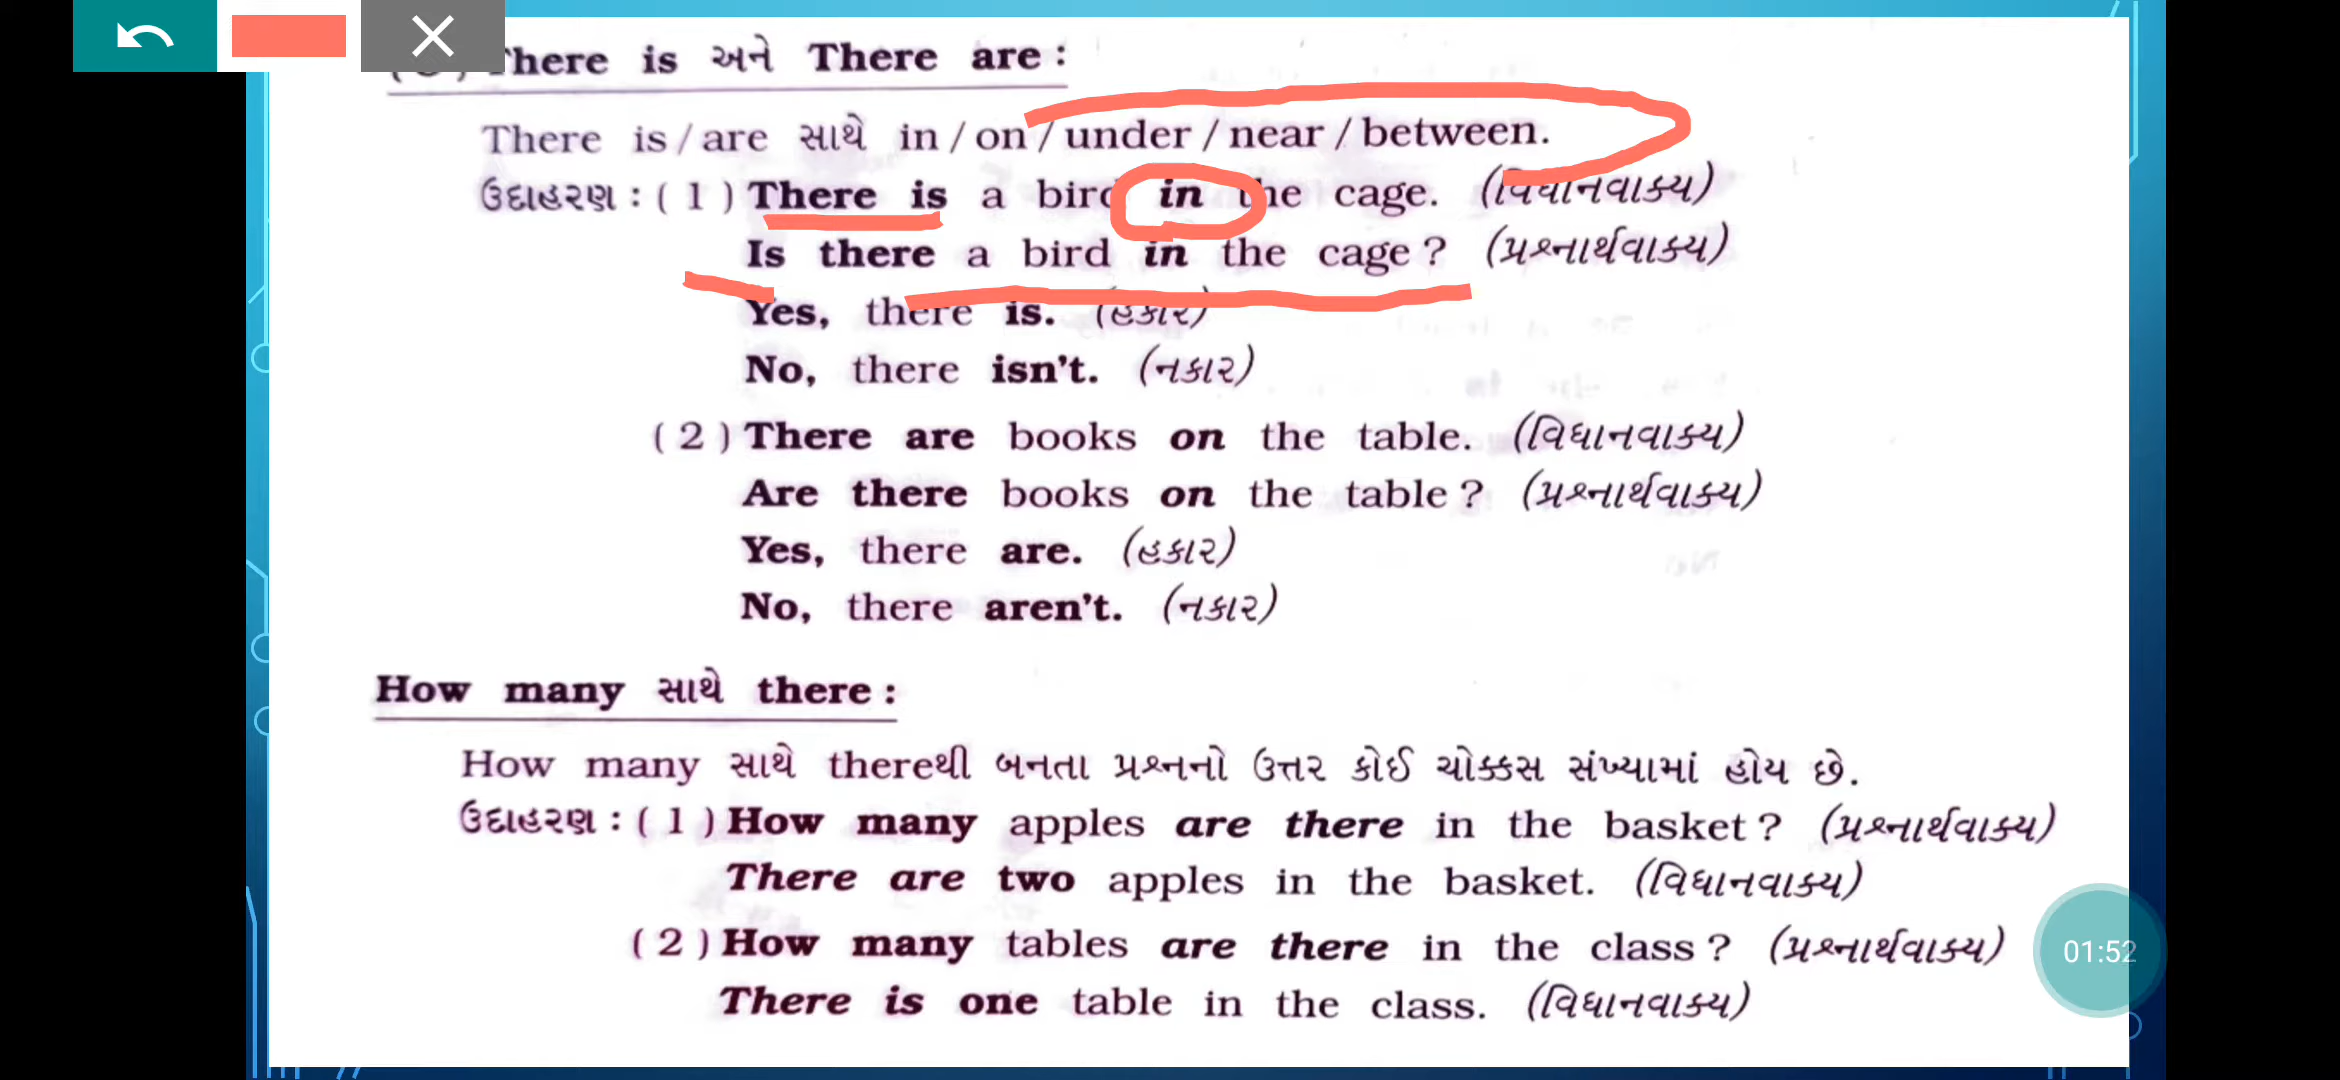 There is અને There are :
There is / are સાથે in / on / under / near / between.
ઉદાહરણ : ( 1 ) There is a bird in the cage. (વિધાનવાક્ય)
Is there a bird in the cage ? (પ્રશ્નાર્થવાક્ય)
Yes, there is. (હકાર)
No, there isn't. (નકાર)
( 2 ) There are books on the table. (વિધાનવાક્ય)
Are there books on the table ? (પ્રશ્નાર્થવાક્ય)
Yes, there are. (હકાર)
No, there aren't. (નકાર)
How many સાથે there :
How many સાથે thereથી બનતા પ્રશ્નનો ઉત્તર કોઈ ચોક્કસ સંખ્યામાં હોય છે.
ઉદાહરણ : ( 1 ) How many apples are there in the basket ? (પ્રશ્નાર્થવાક્ય)
There are two apples in the basket. (વિધાનવાક્ય)
( 2 ) How many tables are there in the class ? (પ્રશ્નાર્થવાક્ય)
There is one table in the class. (વિધાનવાક્ય)
01:52